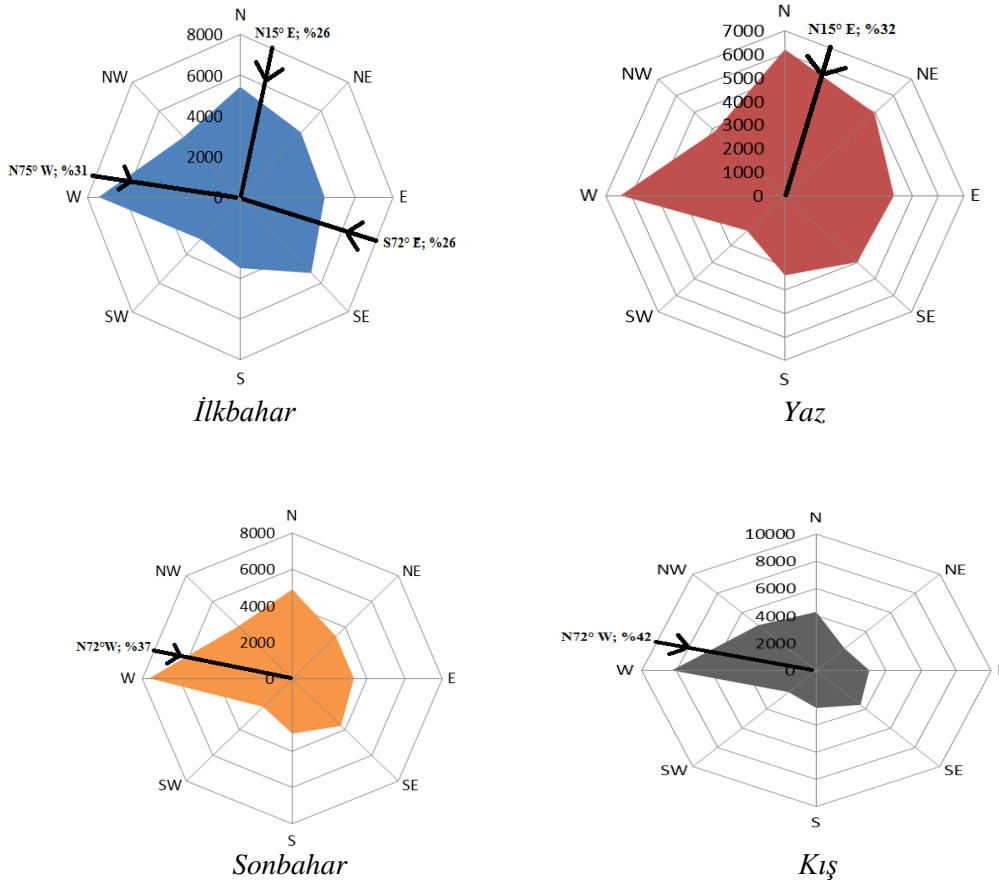 N
8000
N15° E; %26
NW
6000
NE
4000
2000
N75° W; %31
W
0
E
S72° E; %26
SW
SE
S
İlkbahar
N
7000
N15° E; %32
NW
6000
NE
5000
4000
3000
2000
1000
W
0
E
SW
SE
S
Yaz
N
8000
NW
6000
NE
4000
2000
N72°W; %37
W
0
E
SW
SE
S
Sonbahar
N
10000
NW
8000
NE
6000
4000
N72° W; %42
2000
W
0
SW
SE
S
Kış